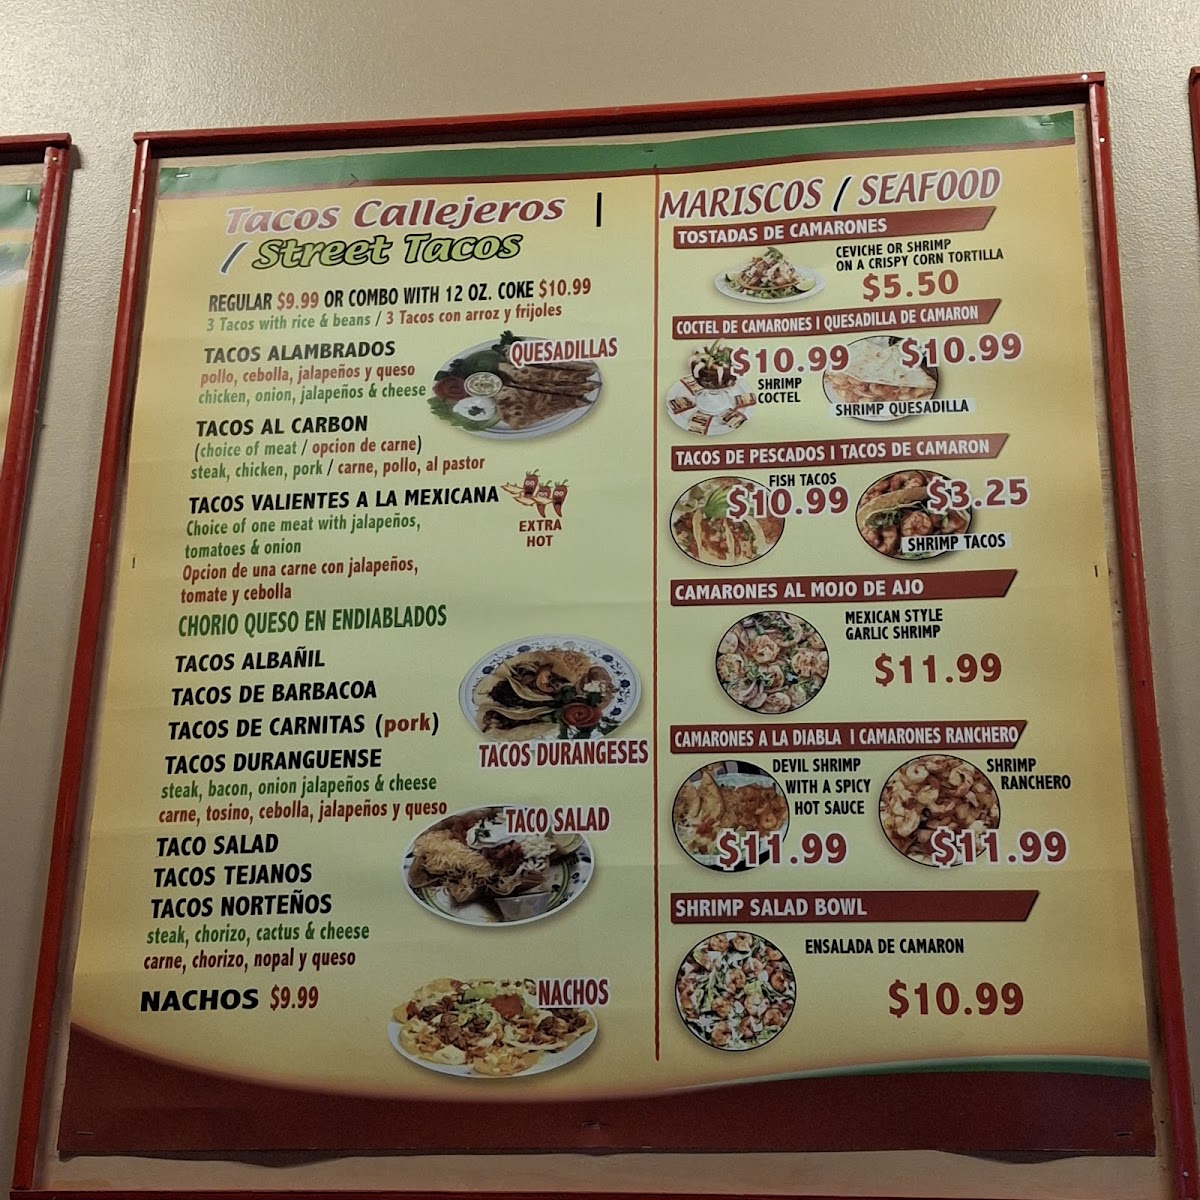 Tacos Callejeros |
/ Street Tacos
REGULAR $9.99 OR COMBO WITH 12 OZ. COKE $10.99
3 Tacos with rice & beans / 3 Tacos con arroz y frijoles
TACOS ALAMBRADOS
pollo, cebolla, jalapeños y queso
chicken, onion, jalapeños & cheese
QUESADILLAS
TACOS AL CARBON
(choice of meat / opcion de carne)
steak, chicken, pork / carne, pollo, al pastor
TACOS VALIENTES A LA MEXICANA
Choice of one meat with jalapeños,
tomatoes & onion
Opcion de una carne con jalapeños,
tomate y cebolla
EXTRA
HOT
CHORIO QUESO EN ENDIABLADOS
TACOS ALBAÑIL
TACOS DE BARBACOA
TACOS DE CARNITAS (pork)
TACOS DURANGUENSE
steak, bacon, onion jalapeños & cheese
carne, tosino, cebolla, jalapeños y queso
TACOS DURANGESES
TACO SALAD
TACOS TEJANOS
TACOS NORTEÑOS
steak, chorizo, cactus & cheese
carne, chorizo, nopal y queso
TACO SALAD
NACHOS $9.99
NACHOS
MARISCOS / SEAFOOD
TOSTADAS DE CAMARONES
CEVICHE OR SHRIMP
ON A CRISPY CORN TORTILLA
$5.50
COCTEL DE CAMARONES I QUESADILLA DE CAMARON
$10.99
SHRIMP
COCTEL
$10.99
SHRIMP QUESADILLA
TACOS DE PESCADOS I TACOS DE CAMARON
FISH TACOS
$10.99
$3.25
SHRIMP TACOS
CAMARONES AL MOJO DE AJO
MEXICAN STYLE
GARLIC SHRIMP
$11.99
CAMARONES A LA DIABLA I CAMARONES RANCHERO
DEVIL SHRIMP
WITH A SPICY
HOT SAUCE
$11.99
SHRIMP
RANCHERO
$11.99
SHRIMP SALAD BOWL
ENSALADA DE CAMARON
$10.99